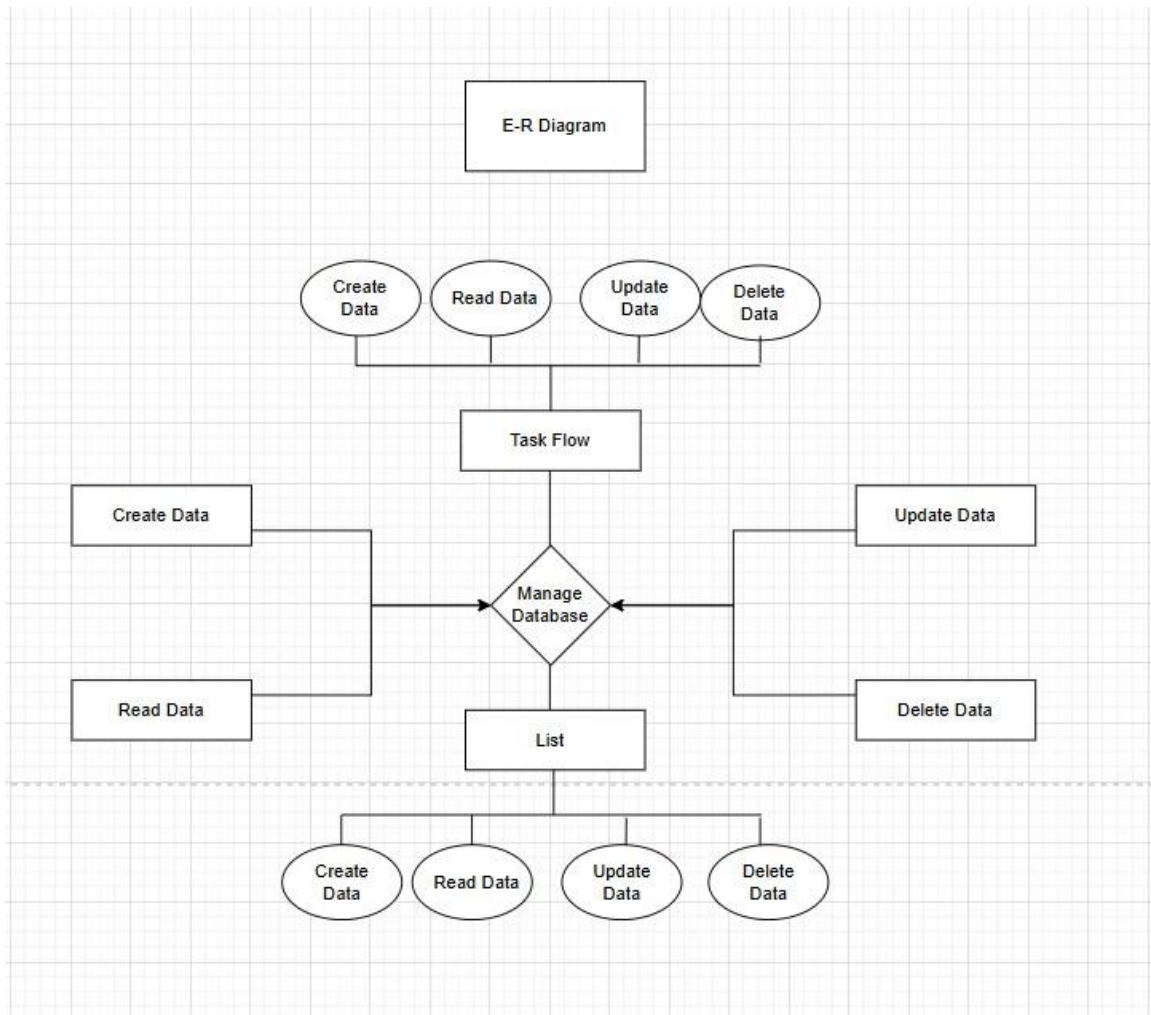 E-R Diagram
Create
Data
Read Data
Update
Data
Delete
Data
Task Flow
Create Data
Update Data
Manage
Database
Read Data
Delete Data
List
Create
Data
Read Data
Update
Data
Delete
Data